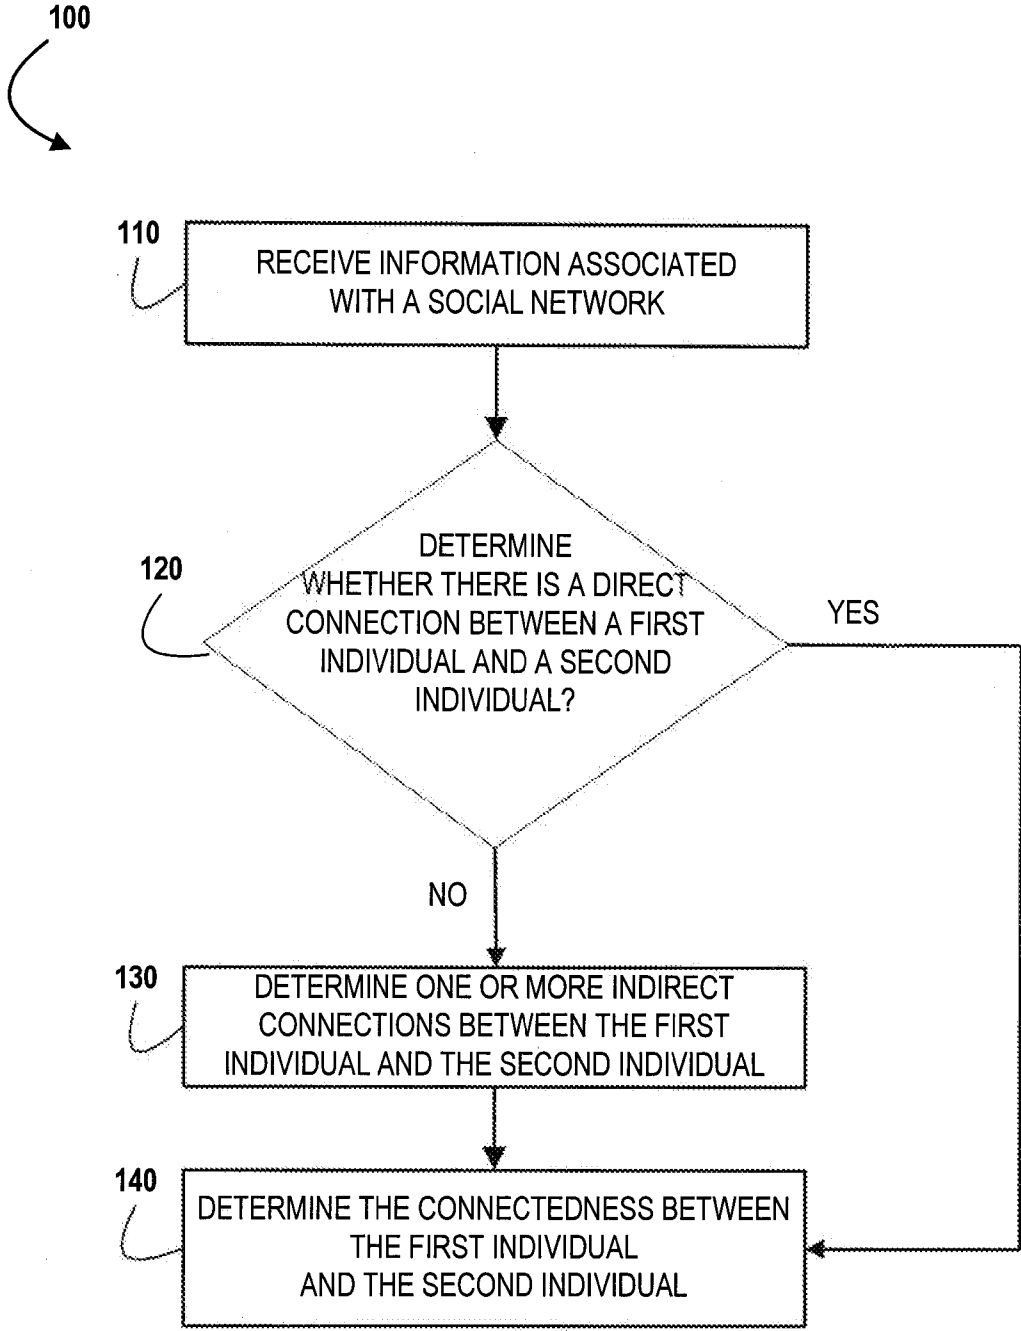 100
110
RECEIVE INFORMATION ASSOCIATED
WITH A SOCIAL NETWORK
120
DETERMINE
WHETHER THERE IS A DIRECT
CONNECTION BETWEEN A FIRST
INDIVIDUAL AND A SECOND
INDIVIDUAL?
YES
NO
130
DETERMINE ONE OR MORE INDIRECT
CONNECTIONS BETWEEN THE FIRST
INDIVIDUAL AND THE SECOND INDIVIDUAL
140
DETERMINE THE CONNECTEDNESS BETWEEN
THE FIRST INDIVIDUAL
AND THE SECOND INDIVIDUAL